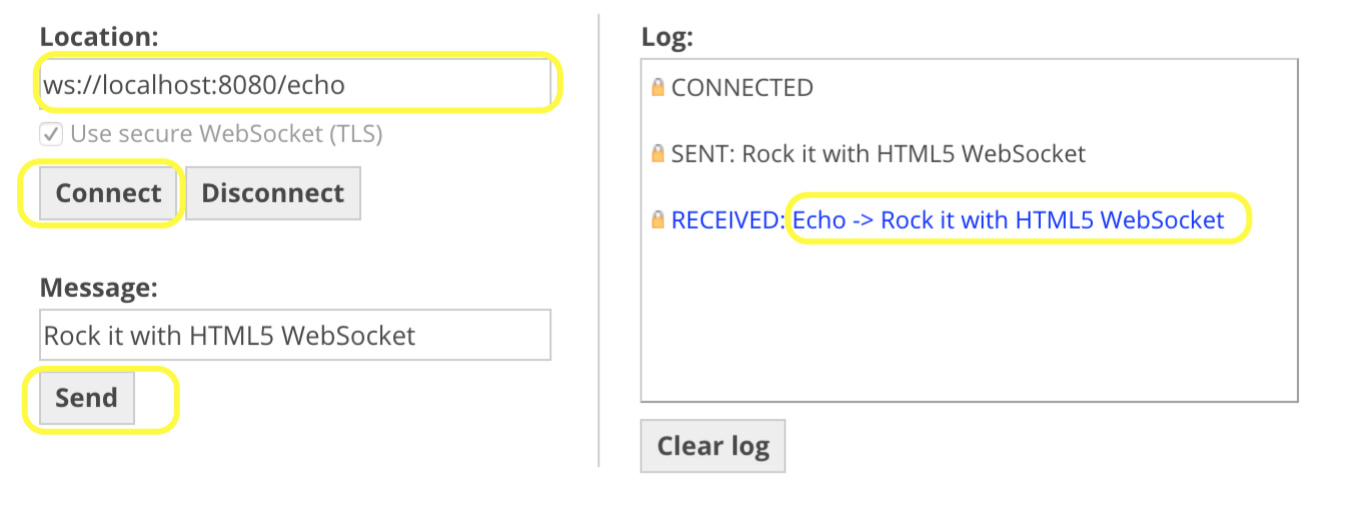 Location:
ws://localhost:8080/echo
Use secure WebSocket (TLS)
Connect Disconnect
Message:
Rock it with HTML5 WebSocket
Send
Log:
CONNECTED
SENT: Rock it with HTML5 WebSocket
RECEIVED: Echo -> Rock it with HTML5 WebSocket
Clear log